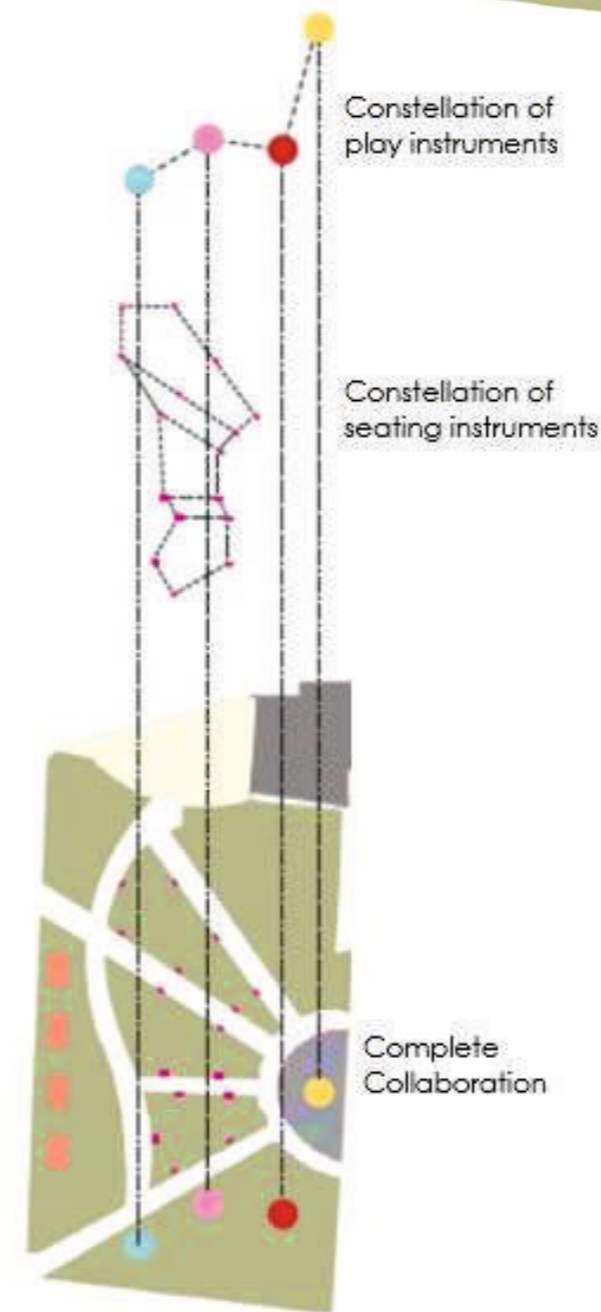 Constellation of
play instruments
Constellation of
seating instruments
Complete
Collaboration